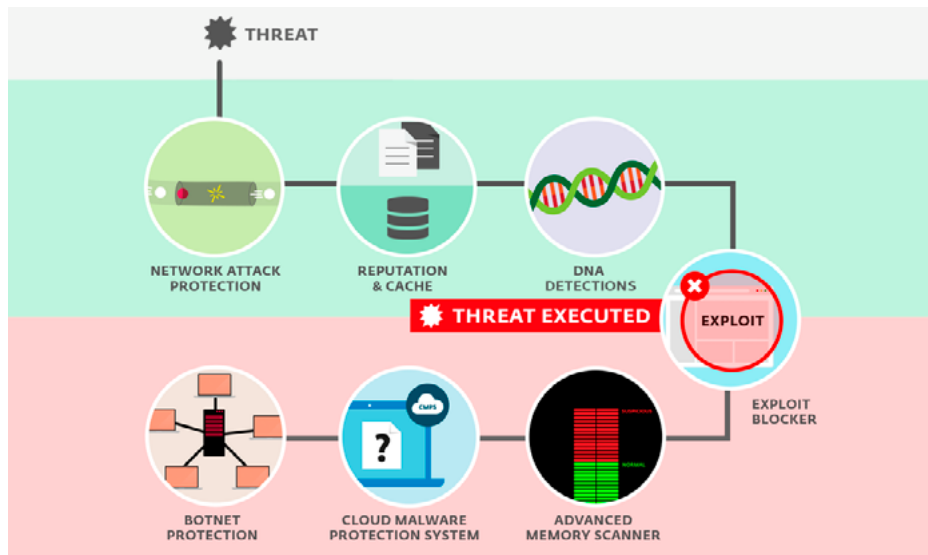 THREAT
NETWORK ATTACK
PROTECTION
REPUTATION
& CACHE
DNA
DETECTIONS
THREAT EXECUTED
EXPLOIT
EXPLOIT
BLOCKER
BOTNET
PROTECTION
CMPS
?
CLOUD MALWARE
PROTECTION SYSTEM
NORMAL
ADVANCED
MEMORY SCANNER